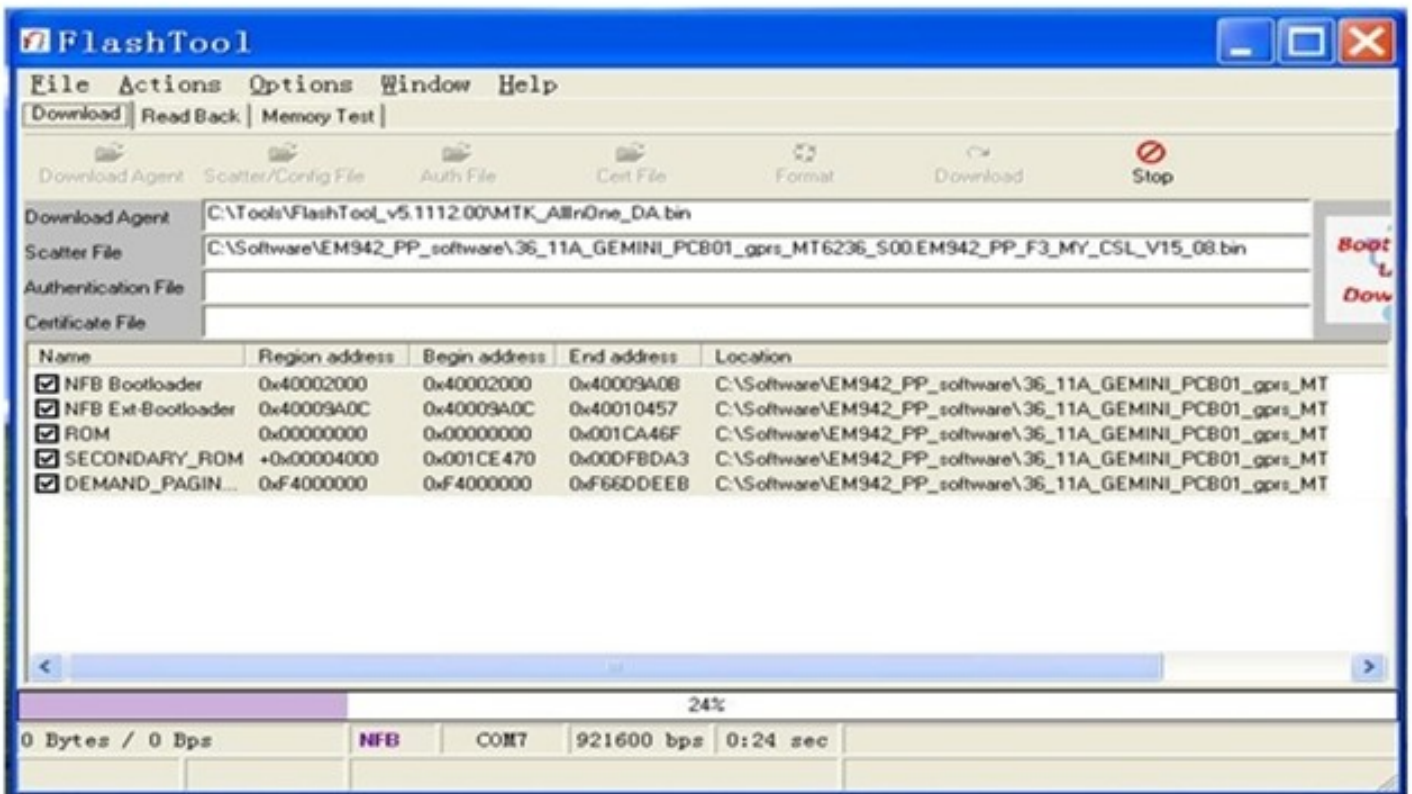 FlashTool
File Actions Options Window Help
Download Read Back Memory Test
Download Agent Scatter/Config File Auth File Cert File Format Download Stop
Download Agent C:\Tools\FlashTool_v5.1112.00\MTK_AllInOne_DA.bin
Scatter File C:\Software\EM942_PP_software\36_11A_GEMINI_PCB01_gprs_MT6236_S00.EM942_PP_F3_MY_CSL_V15_08.bin
Boot
Authentication File
Dow
Certificate File
Name Region address Begin address End address Location
NFB Bootloader 0x40002000 0x40002000 0x40009A0B C:\Software\EM942_PP_software\36_11A_GEMINI_PCB01_gprs_MT
NFB Ext-Bootloader 0x40009A0C 0x40009A0C 0x40010457 C:\Software\EM942_PP_software\36_11A_GEMINI_PCB01_gprs_MT
ROM 0x00000000 0x00000000 0x001CA46F C:\Software\EM942_PP_software\36_11A_GEMINI_PCB01_gprs_MT
SECONDARY_ROM +0x00004000 0x001CE470 0x00DFBDA3 C:\Software\EM942_PP_software\36_11A_GEMINI_PCB01_gprs_MT
DEMAND_PAGIN... 0xF4000000 0xF4000000 0xF66DDEEB C:\Software\EM942_PP_software\36_11A_GEMINI_PCB01_gprs_MT
24%
0 Bytes / 0 Bps NFB COM7 921600 bps 0:24 sec